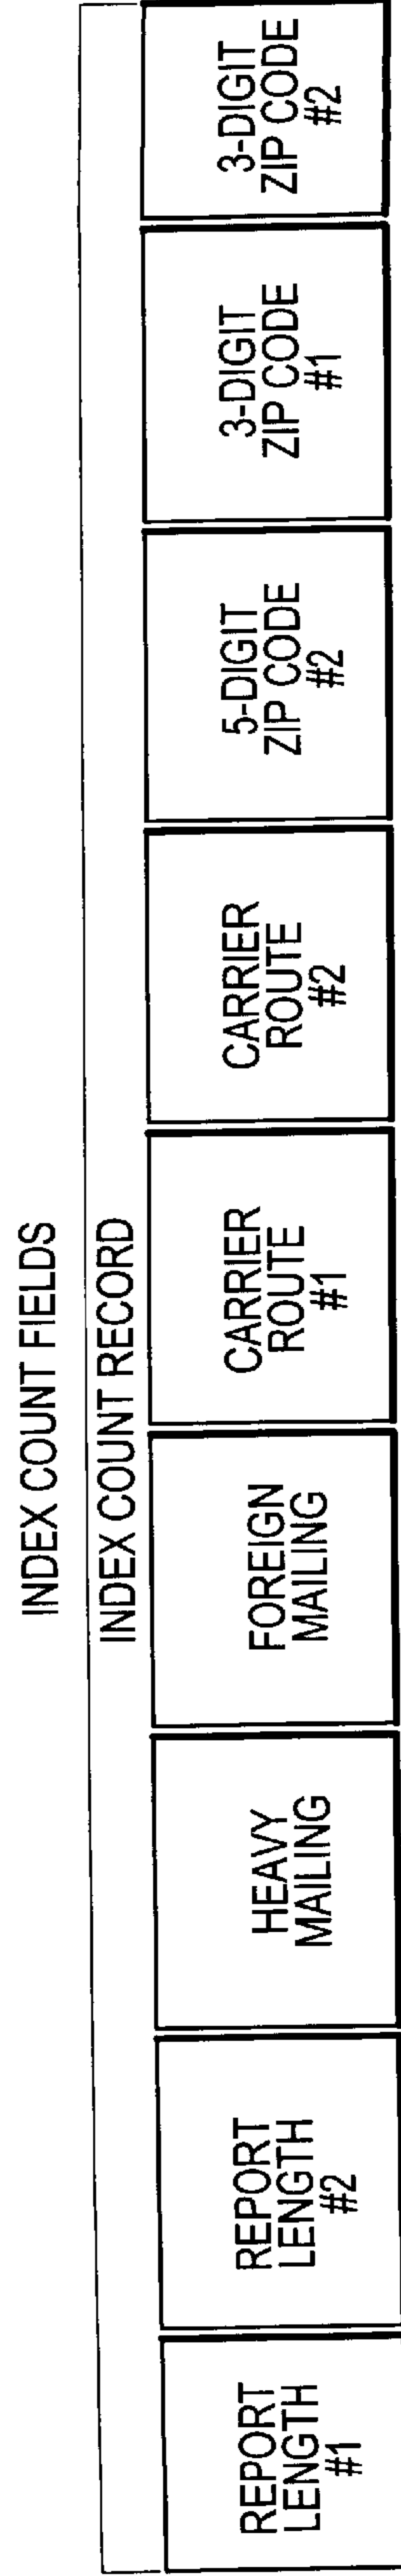 INDEX COUNT FIELDS
INDEX COUNT RECORD
REPORT
LENGTH
#1
REPORT
LENGTH
#2
HEAVY
MAILING
FOREIGN
MAILING
CARRIER
ROUTE
#1
CARRIER
ROUTE
#2
5-DIGIT
ZIP CODE
#2
3-DIGIT
ZIP CODE
#1
3-DIGIT
ZIP CODE
#2